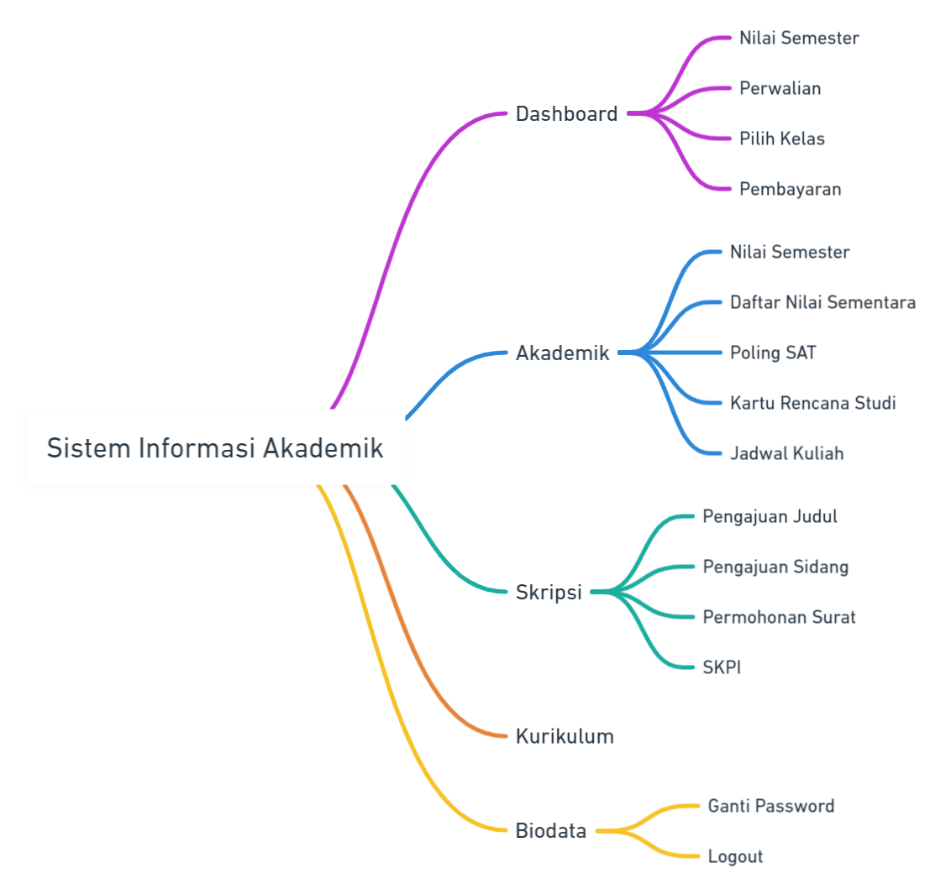 Sistem Informasi Akademik
Dashboard
Nilai Semester
Perwalian
Pilih Kelas
Pembayaran
Akademik
Nilai Semester
Daftar Nilai Sementara
Poling SAT
Kartu Rencana Studi
Jadwal Kuliah
Skripsi
Pengajuan Judul
Pengajuan Sidang
Permohonan Surat
SKPI
Kurikulum
Biodata
Ganti Password
Logout